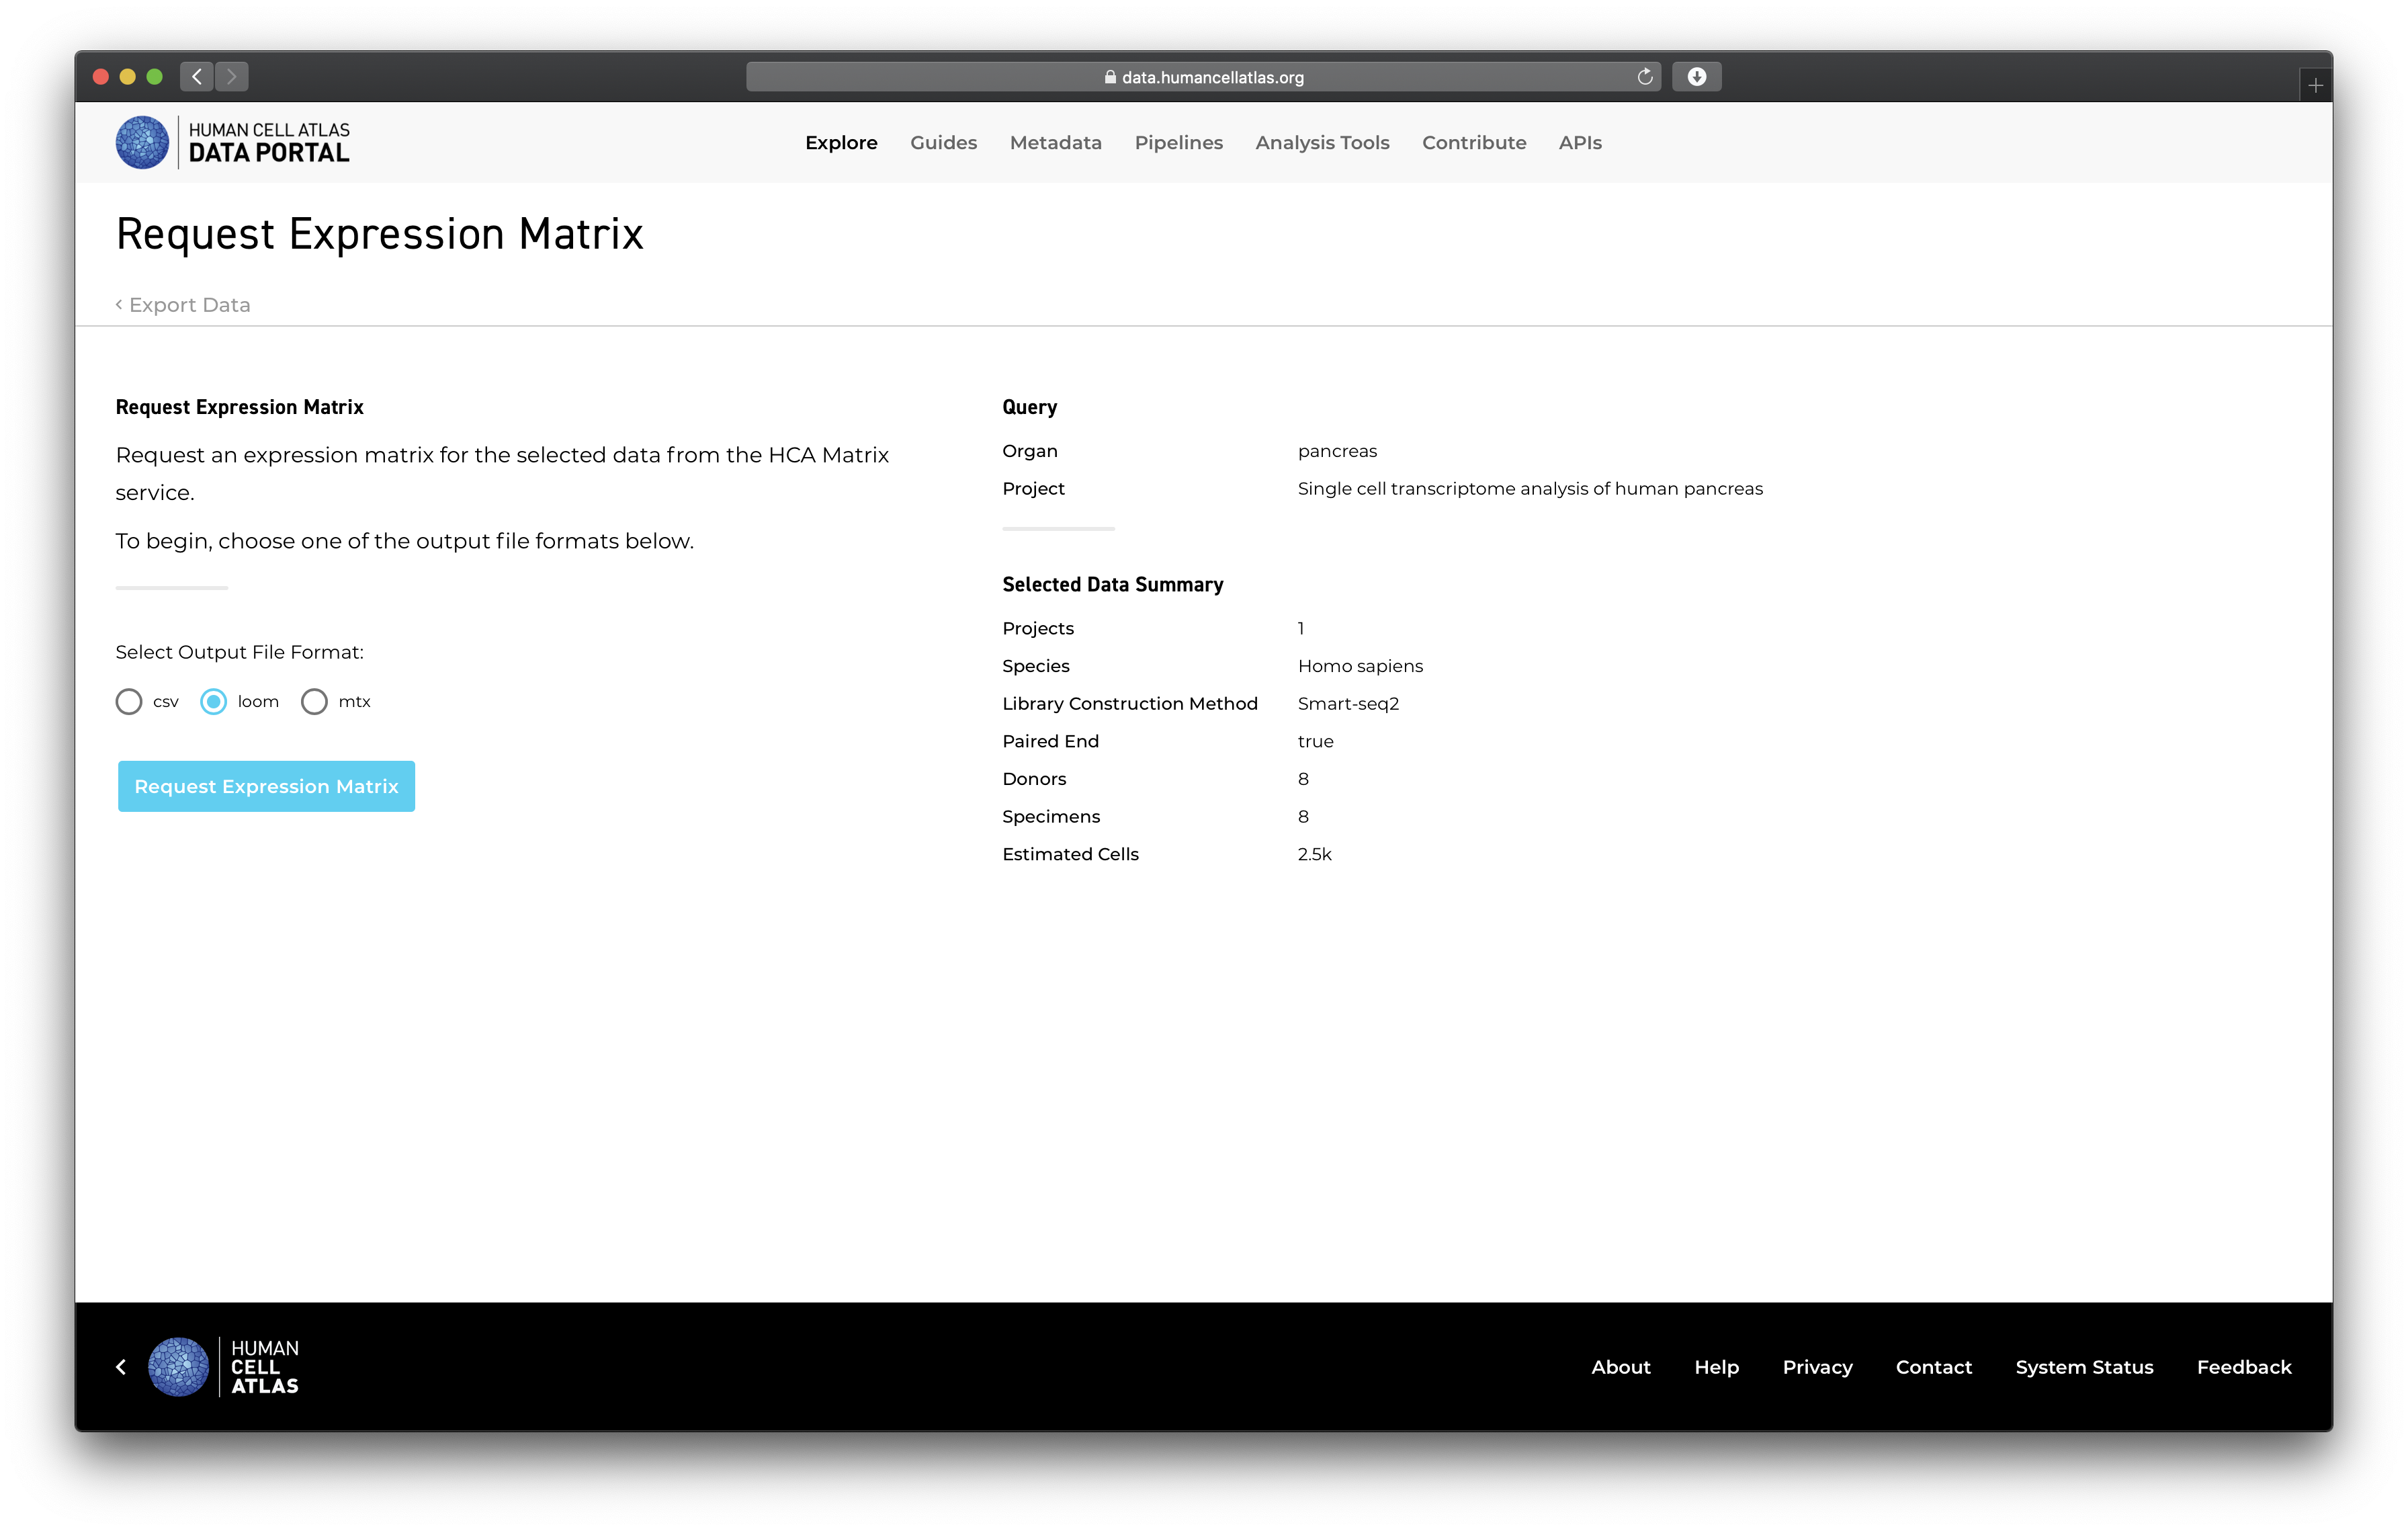 data.humancellatlas.org
HUMAN CELL ATLAS
DATA PORTAL
Explore Guides Metadata Pipelines Analysis Tools Contribute APIs
Request Expression Matrix
Export Data
Request Expression Matrix
Request an expression matrix for the selected data from the HCA Matrix
service.
To begin, choose one of the output file formats below.
Select Output File Format:
csv loom mtx
Request Expression Matrix
Query
Organ pancreas
Project Single cell transcriptome analysis of human pancreas
Selected Data Summary
Projects 1
Species Homo sapiens
Library Construction Method Smart-seq2
Paired End true
Donors 8
Specimens 8
Estimated Cells 2.5k
HUMAN
CELL
ATLAS
About Help Privacy Contact System Status Feedback